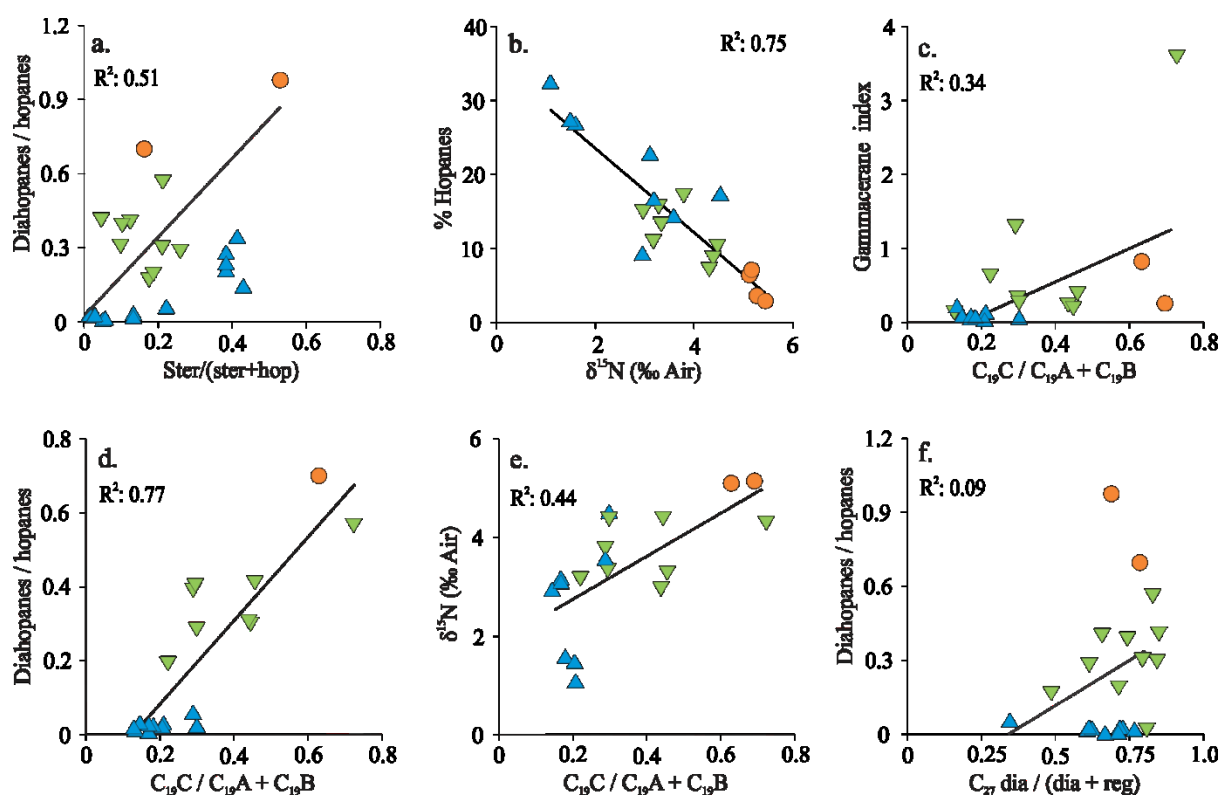 a.
R²: 0.51
Diahopanes / hopanes
1.2
0.9
0.6
0.3
0
0
0.2
0.4
0.6
0.8
Ster/(ster+hop)
b.
R²: 0.75
% Hopanes
40
30
20
10
0
0
2
4
6
δ¹⁵N (‰ Air)
c.
R²: 0.34
Gammacerane index
4
3
2
1
0
0
0.2
0.4
0.6
0.8
C₁₉C / C₁₉A + C₁₉B
d.
R²: 0.77
Diahopanes / hopanes
0.8
0.6
0.4
0.2
0
0
0.2
0.4
0.6
0.8
C₁₉C / C₁₉A + C₁₉B
e.
R²: 0.44
δ¹⁵N (‰ Air)
6
4
2
0
0
0.2
0.4
0.6
0.8
C₁₉C / C₁₉A + C₁₉B
f.
R²: 0.09
Diahopanes / hopanes
1.2
0.9
0.6
0.3
0
0
0.25
0.5
0.75
1.0
C₂₇ dia / (dia + reg)